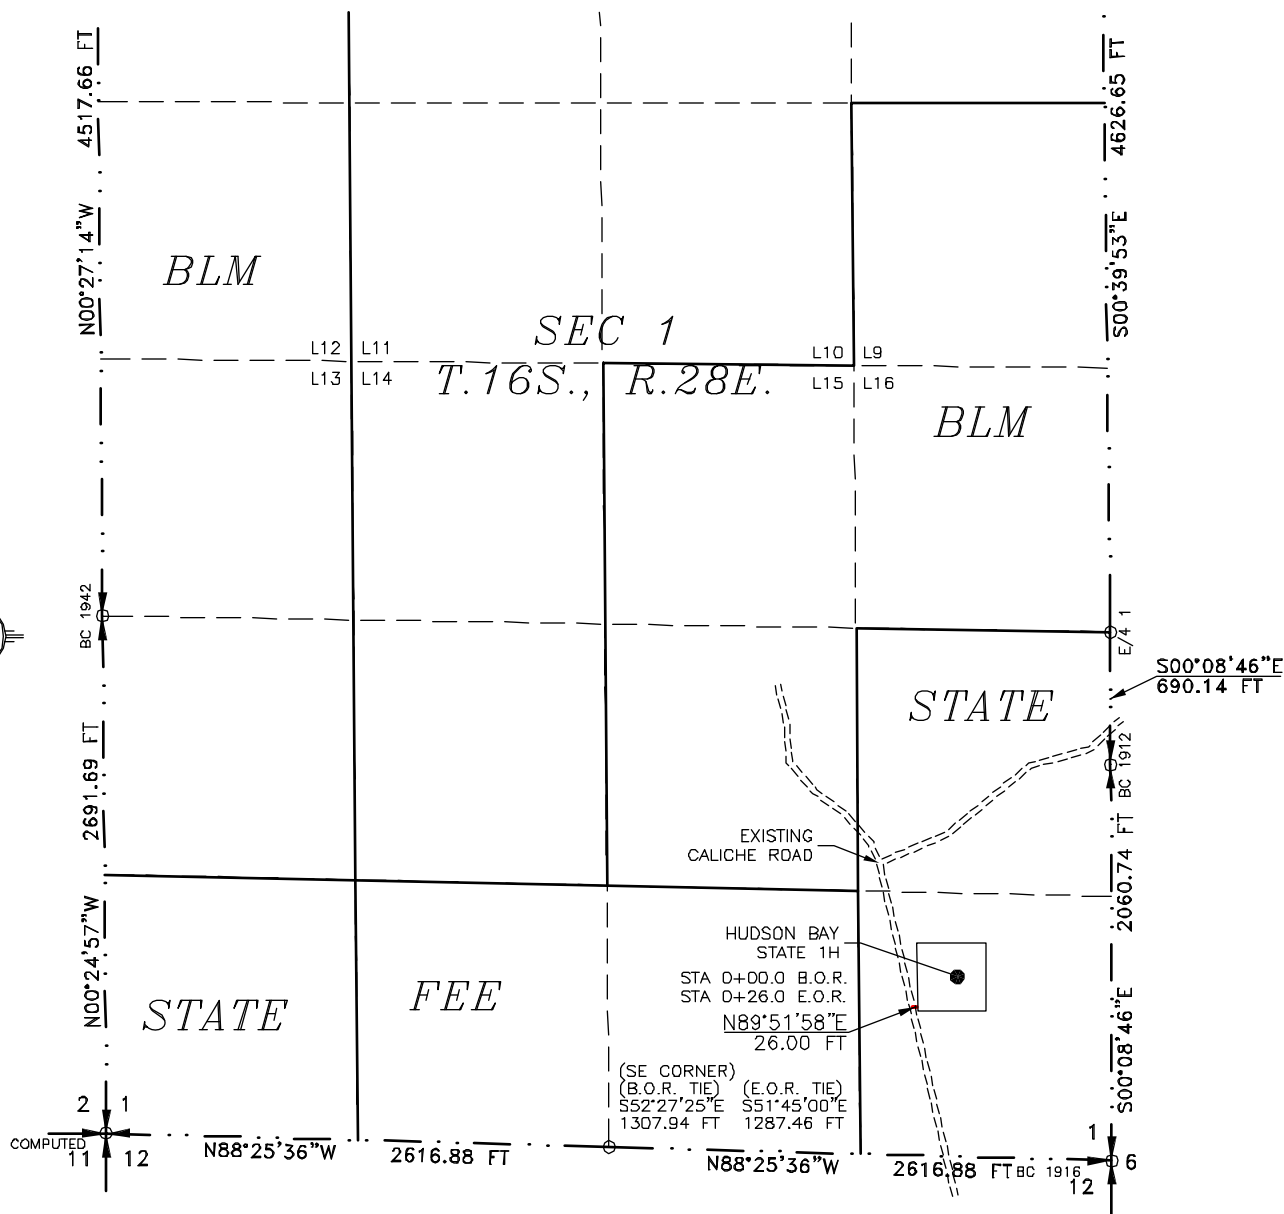 4517.66 FT
4626.65 FT
N00°27'14"W
S00°39'53"E
BLM
SEC 1
L12 L11
L10 L9
L13 L14
T.16S., R.28E.
L15 L16
BLM
BC 1942
E/4 1
S00°08'46"E
690.14 FT
STATE
2691.69 FT
BC 1912
EXISTING
CALICHE ROAD
2060.74 FT
N00°24'57"W
HUDSON BAY
STATE 1H
STA 0+00.0 B.O.R.
STA 0+26.0 E.O.R.
FEE
STATE
N89°51'58"E
26.00 FT
S00°08'46"E
(SE CORNER)
(B.O.R. TIE) (E.O.R. TIE)
S52°27'25"E S51°45'00"E
1307.94 FT 1287.46 FT
2 1
COMPUTED
11 12
N88°25'36"W
2616.88 FT
N88°25'36"W
2616.88 FT
BC 1916
1
6
12